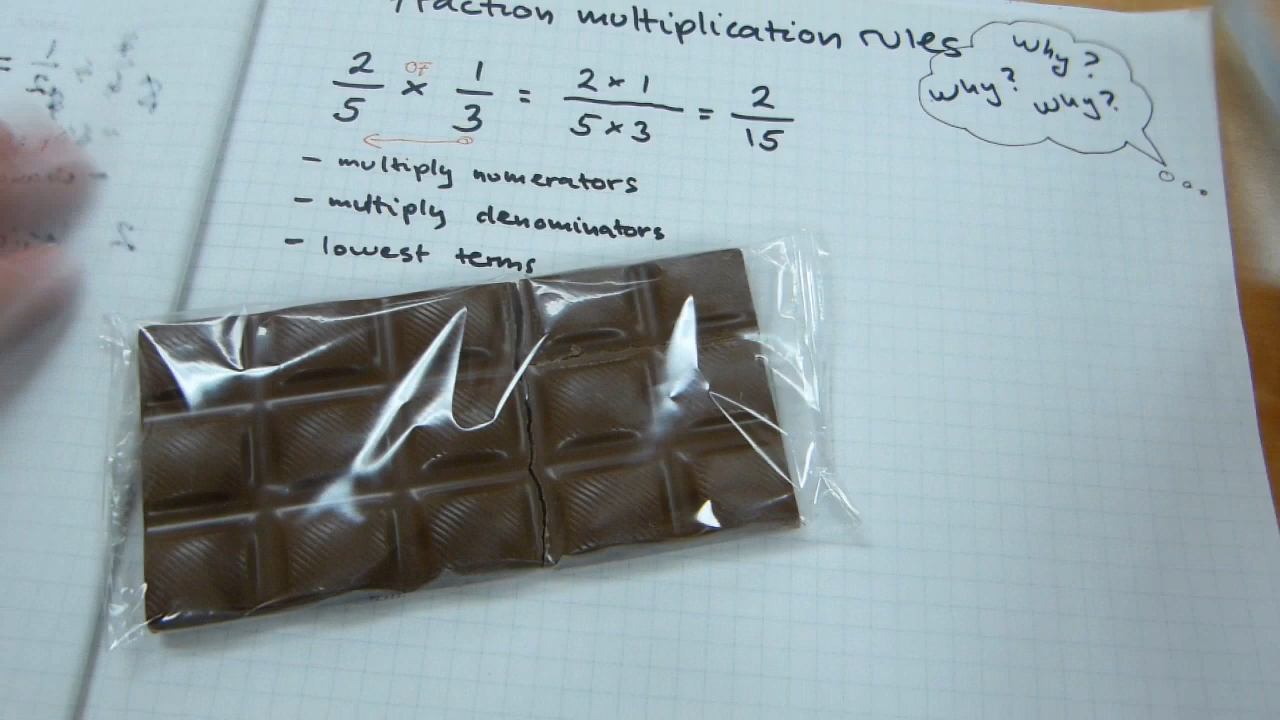 fraction multiplication rules
why?
why? why?
2/5 × OF 1/3 = 2 × 1 / 5 × 3 = 2/15
- multiply numerators
- multiply denominators
- lowest terms